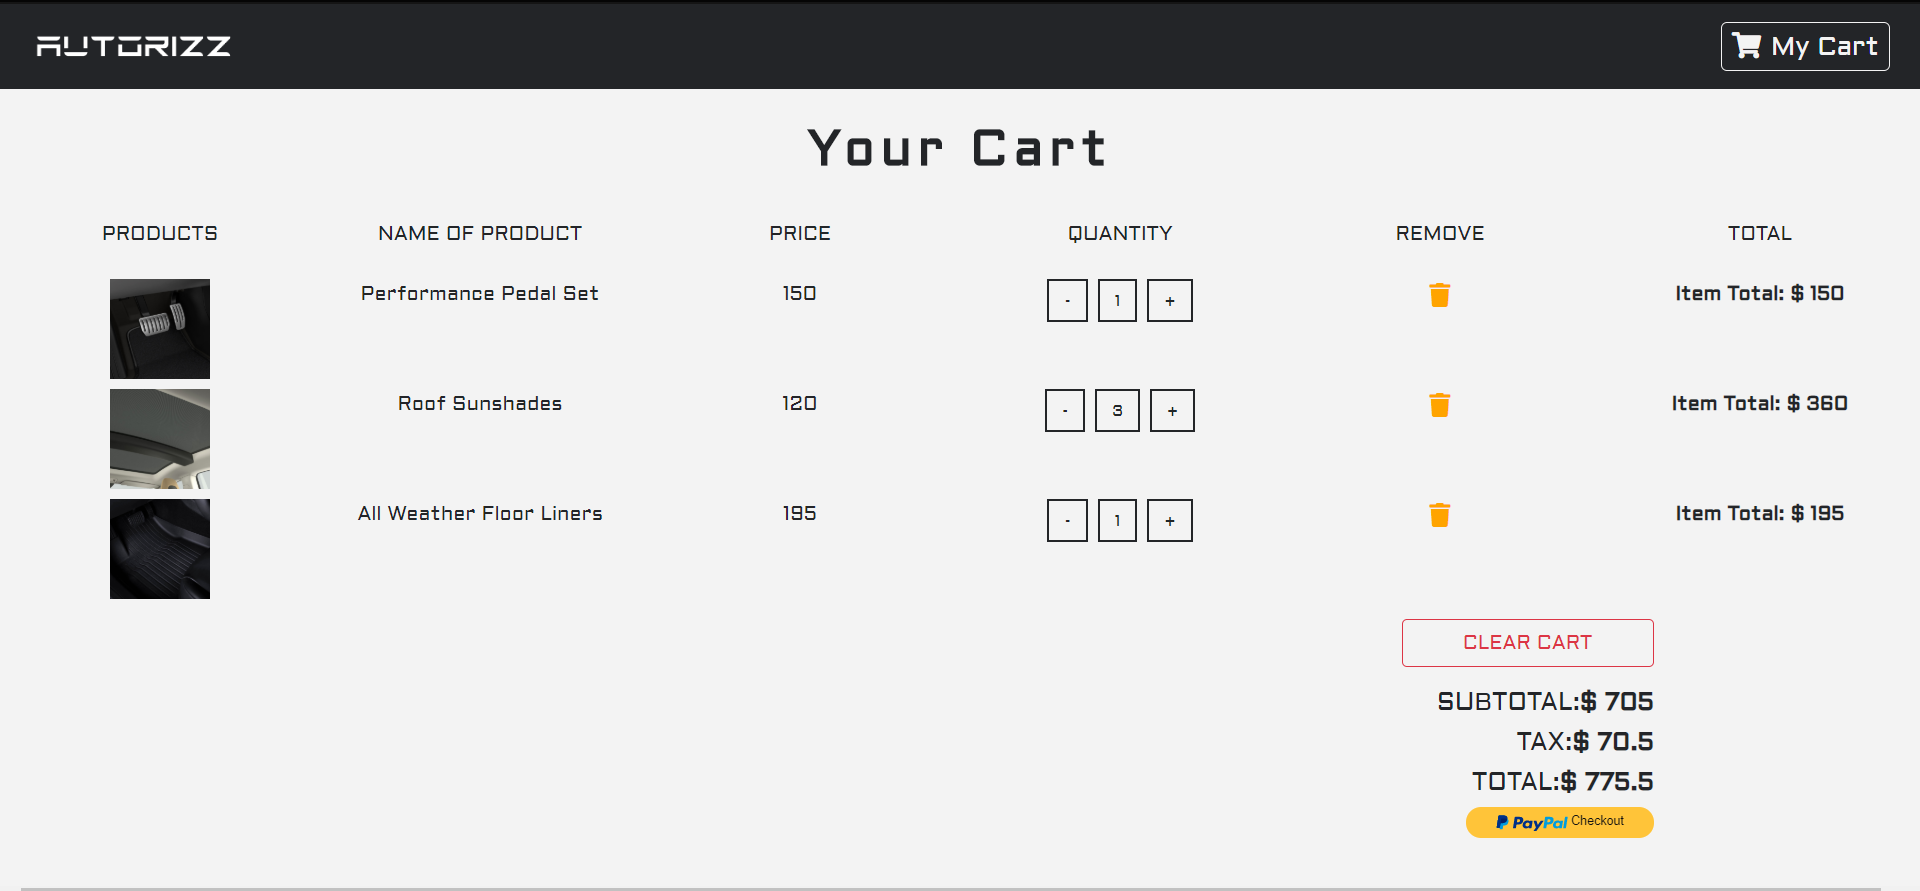 AUTORIZZ My Cart
Your Cart
PRODUCTS NAME OF PRODUCT PRICE QUANTITY REMOVE TOTAL
Performance Pedal Set 150 - 1 + Item Total: $ 150
Roof Sunshades 120 - 3 + Item Total: $ 360
All Weather Floor Liners 195 - 1 + Item Total: $ 195
CLEAR CART
SUBTOTAL:$ 705
TAX:$ 70.5
TOTAL:$ 775.5
PayPal Checkout